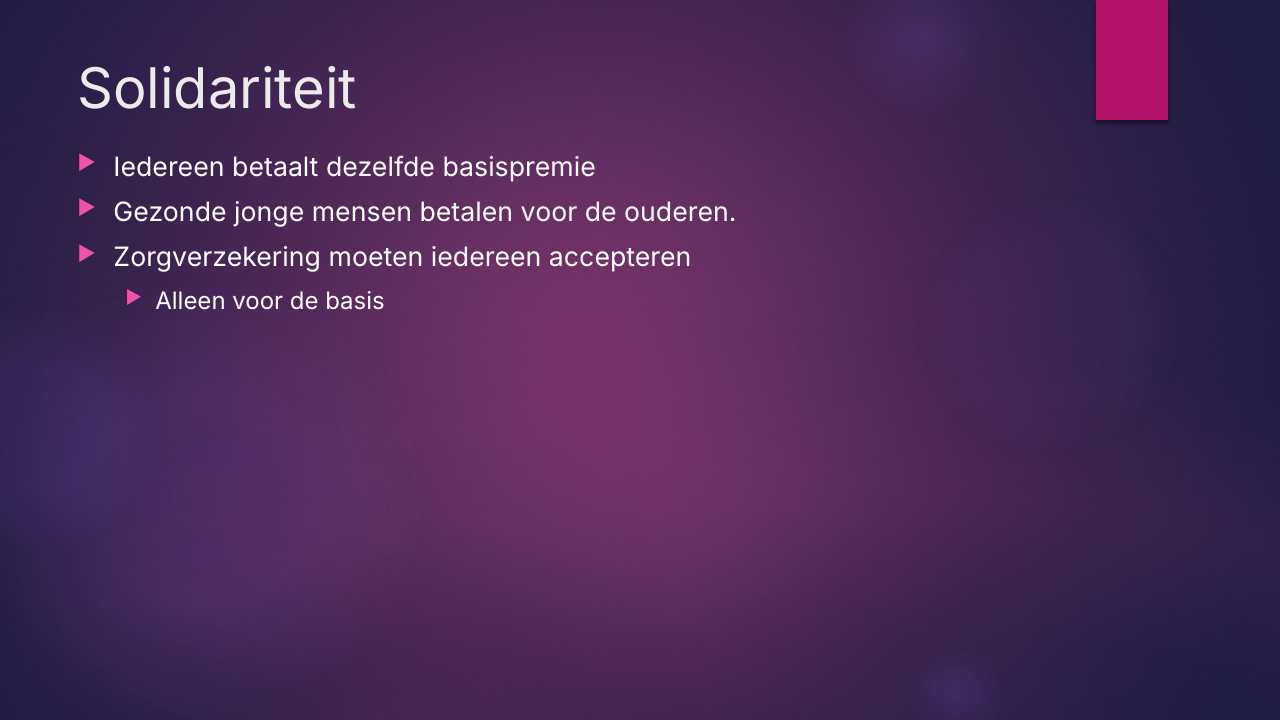 Solidariteit
Iedereen betaalt dezelfde basispremie
Gezonde jonge mensen betalen voor de ouderen.
Zorgverzekering moeten iedereen accepteren
Alleen voor de basis